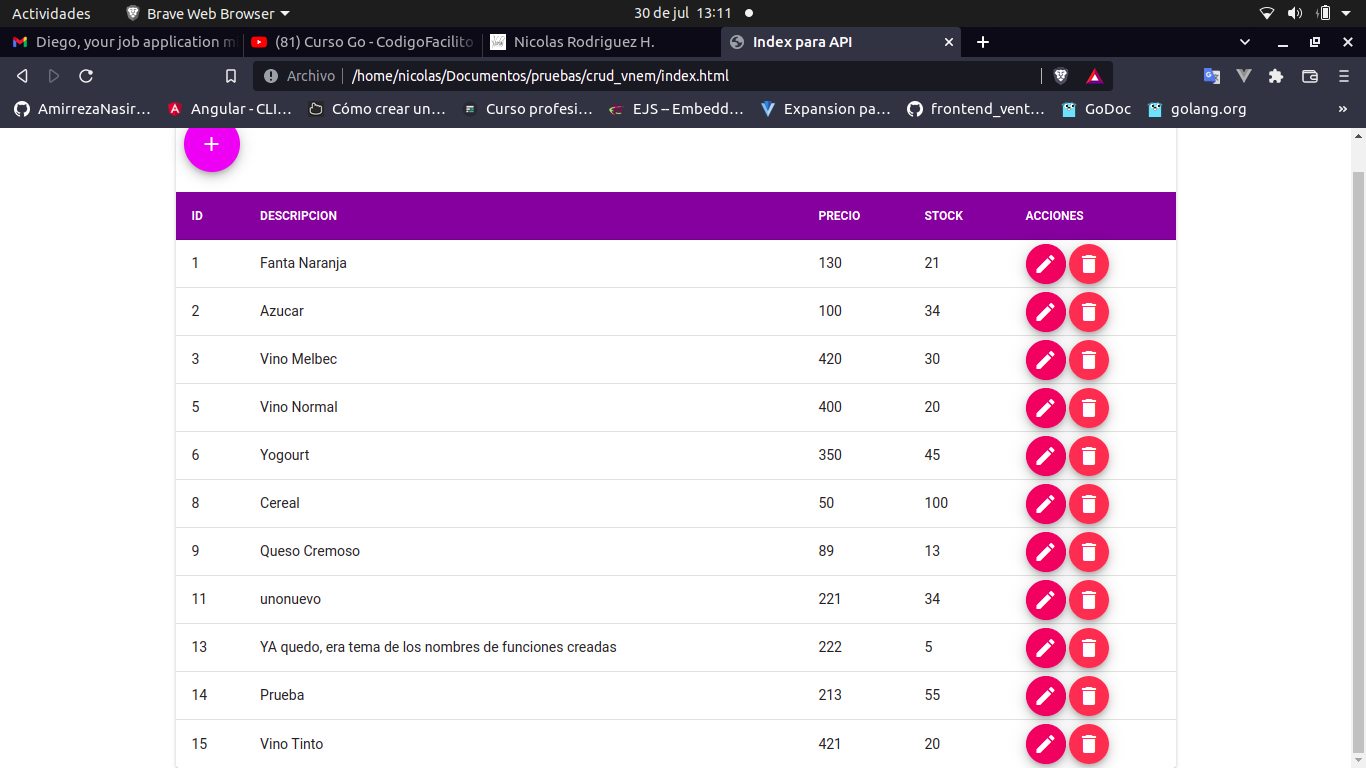 Actividades Brave Web Browser 30 de jul 13:11
Diego, your job application m (81) Curso Go - CodigoFacilito Nicolas Rodriguez H. Index para API
Archivo /home/nicolas/Documentos/pruebas/crud_vnem/index.html
AmirrezaNasir... Angular - CLI... Cómo crear un... Curso profesi... EJS – Embedd... Expansion pa... frontend_vent... GoDoc golang.org »
+
ID DESCRIPCION PRECIO STOCK ACCIONES
1 Fanta Naranja 130 21
2 Azucar 100 34
3 Vino Melbec 420 30
5 Vino Normal 400 20
6 Yogourt 350 45
8 Cereal 50 100
9 Queso Cremoso 89 13
11 unonuevo 221 34
13 YA quedo, era tema de los nombres de funciones creadas 222 5
14 Prueba 213 55
15 Vino Tinto 421 20